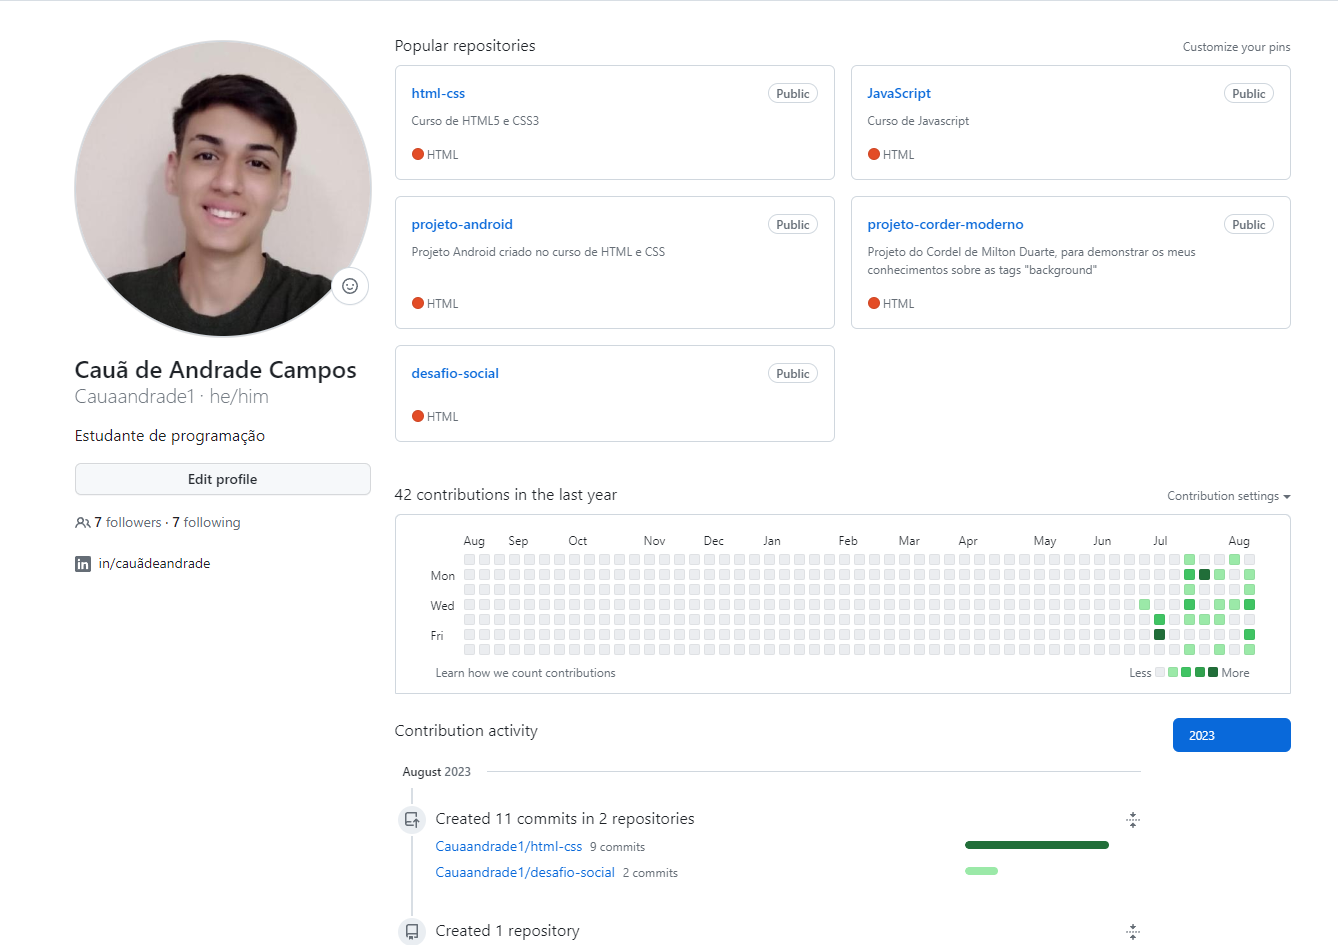 Cauã de Andrade Campos
Cauaandrade1 · he/him
Estudante de programação
Edit profile
7 followers · 7 following
in/cauãdeandrade
Popular repositories
Customize your pins
html-css
Public
Curso de HTML5 e CSS3
HTML
JavaScript
Public
Curso de Javascript
HTML
projeto-android
Public
Projeto Android criado no curso de HTML e CSS
HTML
projeto-corder-moderno
Public
Projeto do Cordel de Milton Duarte, para demonstrar os meus
conhecimentos sobre as tags "background"
HTML
desafio-social
Public
HTML
42 contributions in the last year
Contribution settings
Aug Sep Oct Nov Dec Jan Feb Mar Apr May Jun Jul Aug
Mon
Wed
Fri
Learn how we count contributions
Less More
Contribution activity
2023
August 2023
Created 11 commits in 2 repositories
Cauaandrade1/html-css 9 commits
Cauaandrade1/desafio-social 2 commits
Created 1 repository